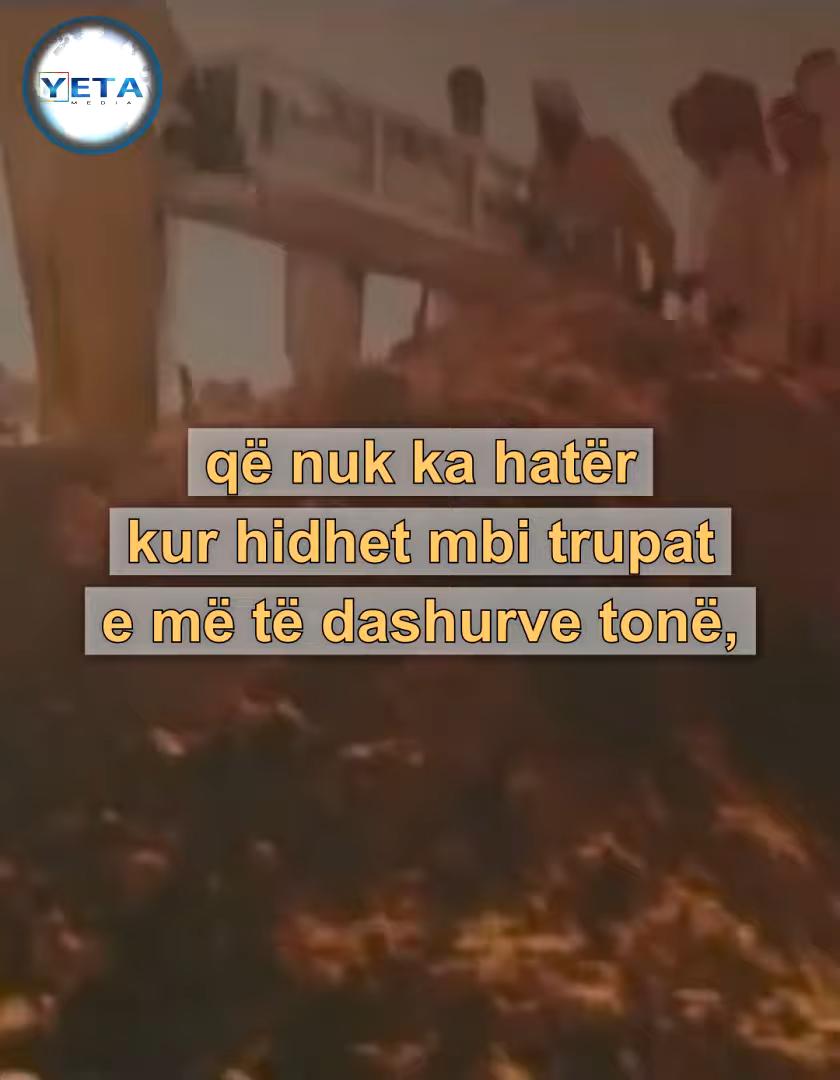 YETA
MEDIA
që nuk ka hatër
kur hidhet mbi trupat
e më të dashurve tonë,